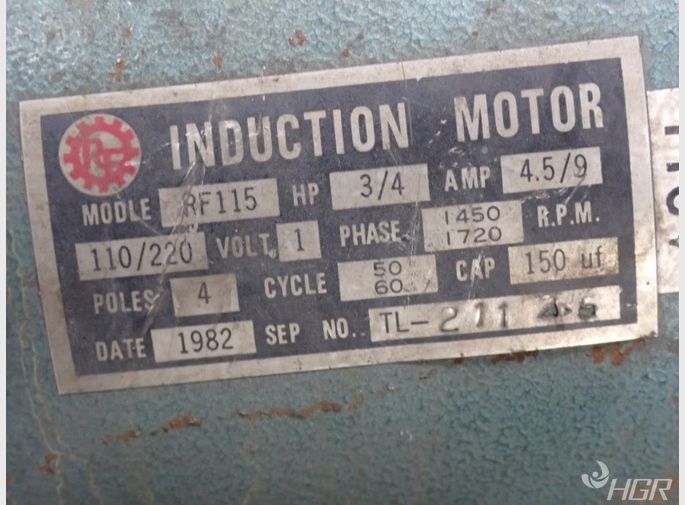 INDUCTION MOTOR
MODLE RF115 HP 3/4 AMP 4.5/9
110/220 VOLT. 1 PHASE 1450 1720 R.P.M.
POLES 4 CYCLE 50 60 CAP 150 uf
DATE 1982 SEP NO.. TL-211
HGR